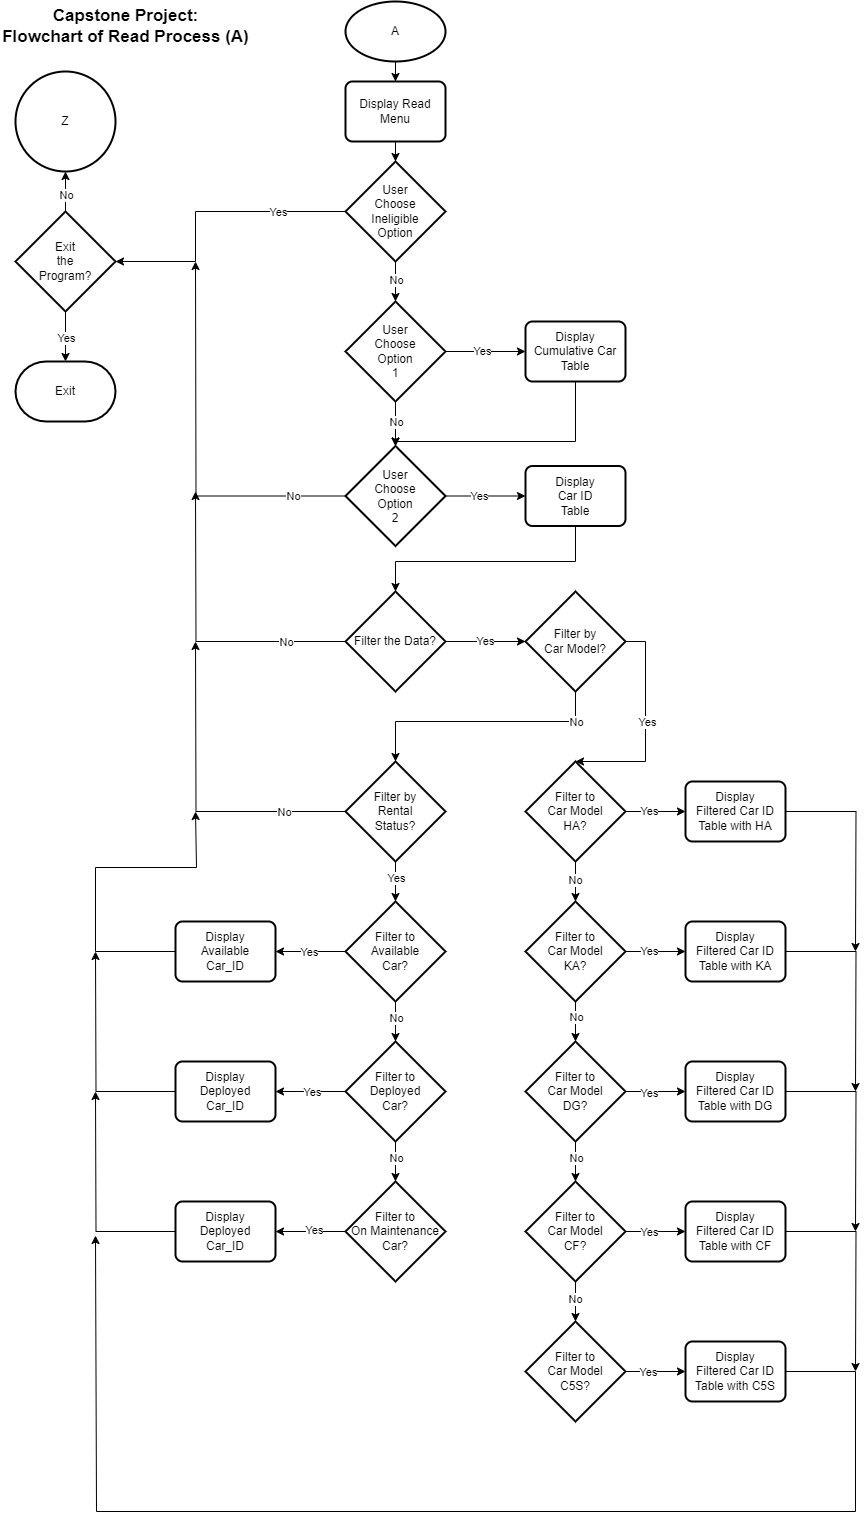 Capstone Project:
Flowchart of Read Process (A)
A
Display Read
Menu
Z
User
Choose
Ineligible
Option
Yes
No
Exit
the
Program?
No
Yes
Exit
User
Choose
Option
1
Yes
Display
Cumulative Car
Table
No
User
Choose
Option
2
No
Yes
Display
Car ID
Table
Filter the Data?
No
Yes
Filter by
Car Model?
No
Yes
Filter by
Rental
Status?
No
Yes
Filter to
Car Model
HA?
Yes
Display
Filtered Car ID
Table with HA
No
Filter to
Available
Car?
Yes
Display
Available
Car_ID
No
Filter to
Car Model
KA?
Yes
Display
Filtered Car ID
Table with KA
No
Filter to
Deployed
Car?
Yes
Display
Deployed
Car_ID
No
Filter to
Car Model
DG?
Yes
Display
Filtered Car ID
Table with DG
No
Filter to
On Maintenance
Car?
Yes
Display
Deployed
Car_ID
Filter to
Car Model
CF?
Yes
Display
Filtered Car ID
Table with CF
No
Filter to
Car Model
C5S?
Yes
Display
Filtered Car ID
Table with C5S